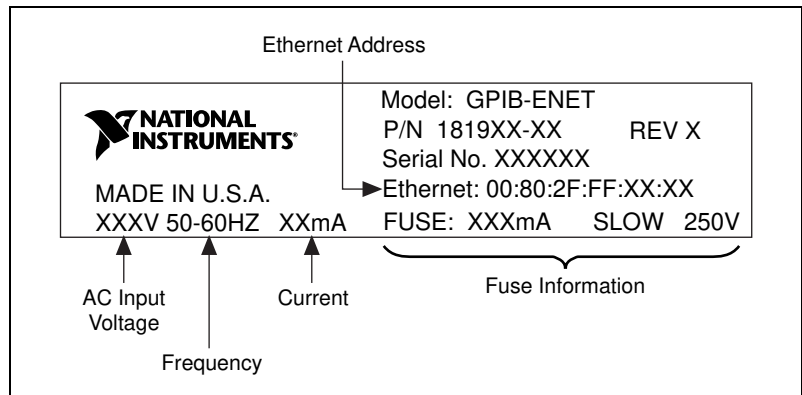 Ethernet Address
NATIONAL
INSTRUMENTS®
MADE IN U.S.A.
XXXV 50-60HZ XXmA
Model: GPIB-ENET
P/N 1819XX-XX REV X
Serial No. XXXXXX
Ethernet: 00:80:2F:FF:XX:XX
FUSE: XXXmA SLOW 250V
AC Input
Voltage
Frequency
Current
Fuse Information